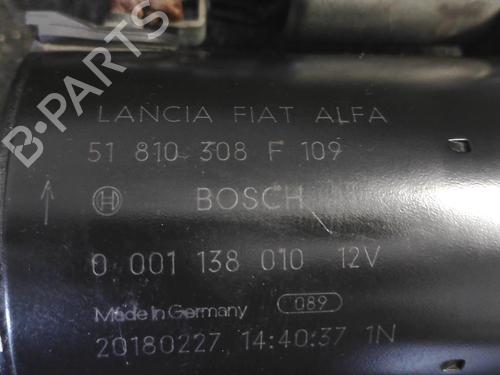 LANCIA FIAT ALFA
51 810 308 F 109
BOSCH
0 001 138 010 12V
Made in Germany 089
20180227 14:40:37 1N
B-PARTS